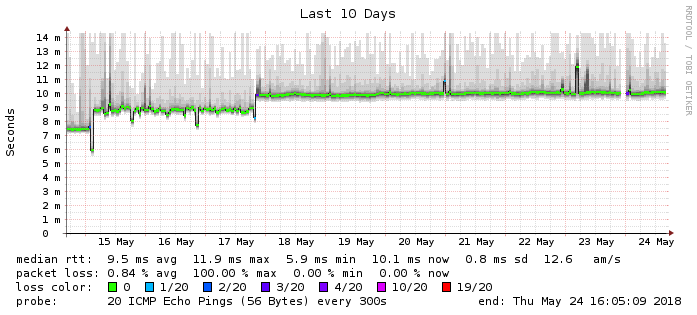 Last 10 Days
RRDTOOL / TOBI OETIKER
Seconds
14 m
13 m
12 m
11 m
10 m
9 m
8 m
7 m
6 m
5 m
4 m
3 m
2 m
1 m
0
15 May 16 May 17 May 18 May 19 May 20 May 21 May 22 May 23 May 24 May
median rtt: 9.5 ms avg 11.9 ms max 5.9 ms min 10.1 ms now 0.8 ms sd 12.6 am/s
packet loss: 0.84 % avg 100.00 % max 0.00 % min 0.00 % now
loss color: 0 1/20 2/20 3/20 4/20 10/20 19/20
probe: 20 ICMP Echo Pings (56 Bytes) every 300s end: Thu May 24 16:05:09 2018